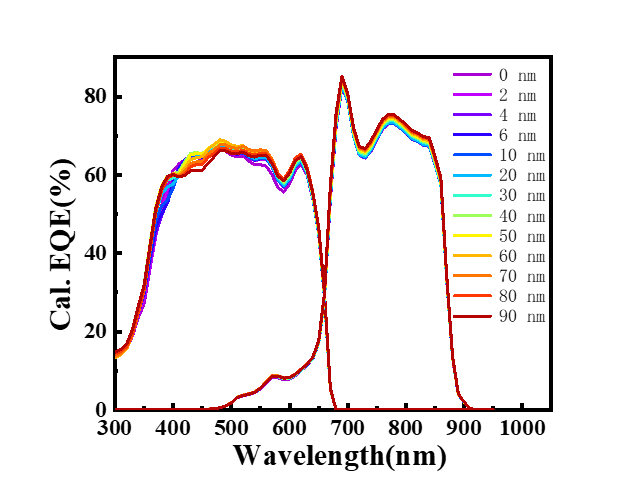 Cal. EQE(%)
80
60
40
20
0
300 400 500 600 700 800 900 1000
Wavelength(nm)
0 nm
2 nm
4 nm
6 nm
10 nm
20 nm
30 nm
40 nm
50 nm
60 nm
70 nm
80 nm
90 nm